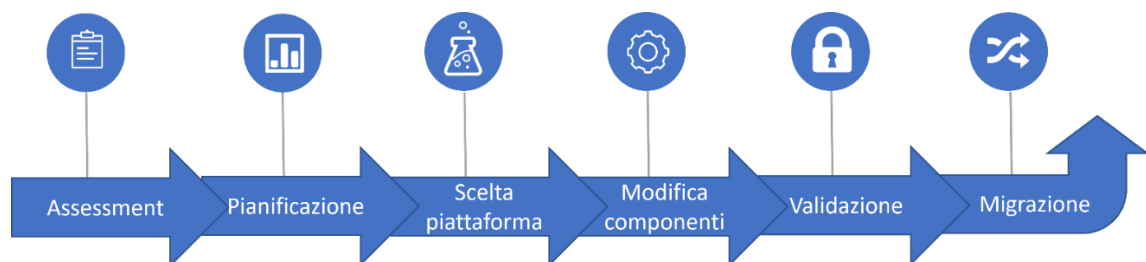 Assessment
Pianificazione
Scelta
piattaforma
Modifica
componenti
Validazione
Migrazione